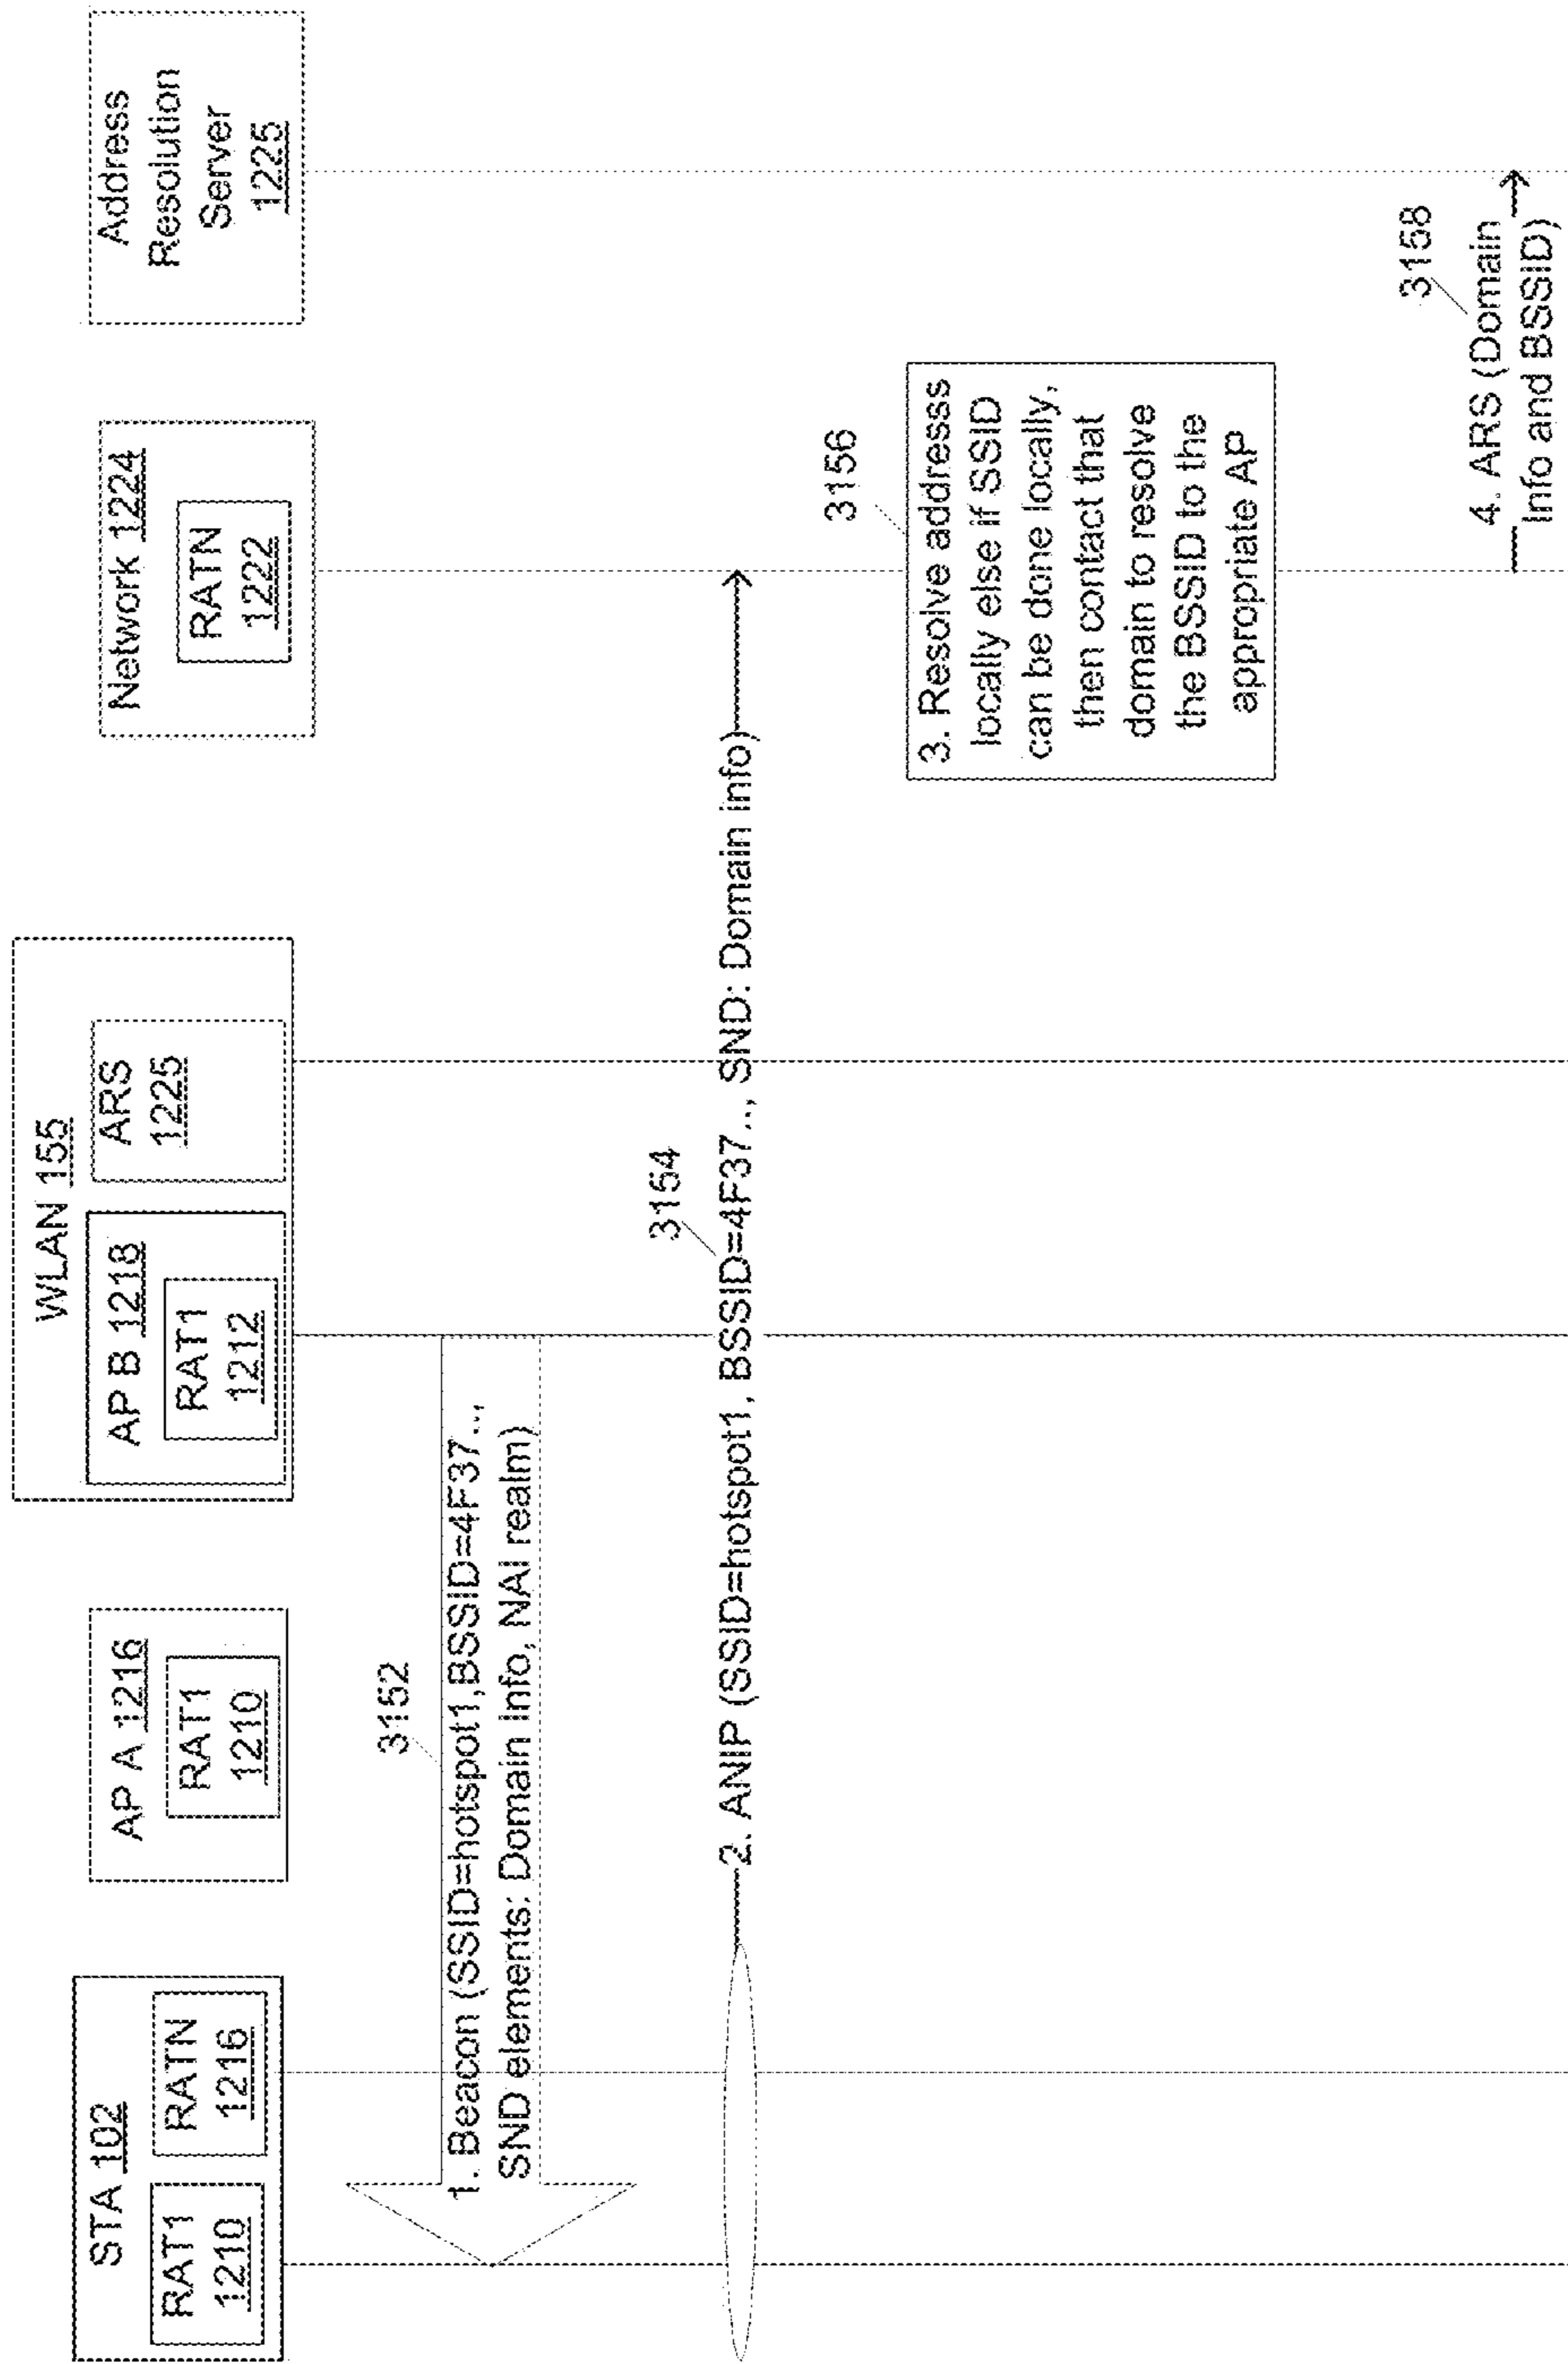 STA 102
RAT1
1210
RATN
1216
AP A 1216
RAT1
1210
WLAN 155
AP B 1218
RAT1
1212
ARS
1225
Network 1224
RATN
1222
Address
Resolution
Server
1225
3152
1. Beacon (SSID=hotspot1,BSSID=4F37..,
SND elements: Domain Info, NAI realm)
3154
2. ANIP (SSID=hotspot1, BSSID=4F37.., SND: Domain info)
3156
3. Resolve addresss
locally else if SSID
can be done locally,
then contact that
domain to resolve
the BSSID to the
appropriate AP
3158
4. ARS (Domain
Info and BSSID)